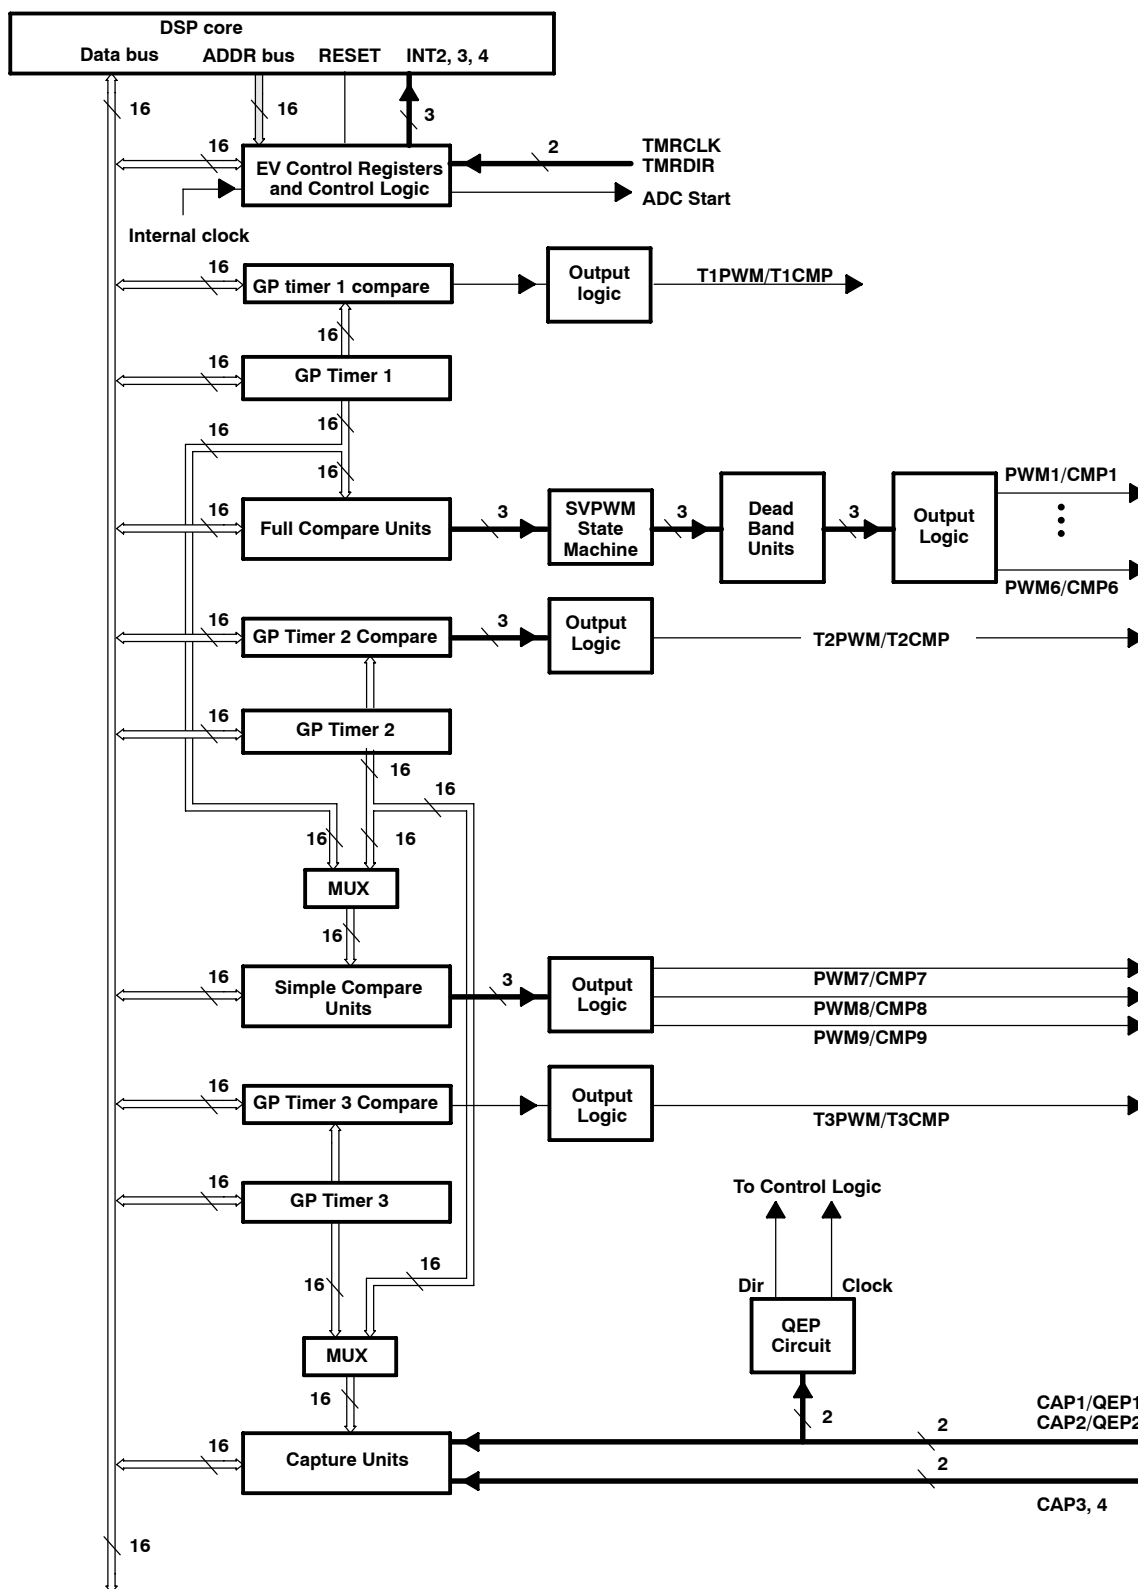 DSP core
Data bus ADDR bus RESET INT2, 3, 4
16 16 3
16 2 TMRCLK
EV Control Registers TMRDIR
and Control Logic ADC Start
Internal clock
16 Output T1PWM/T1CMP
GP timer 1 compare logic
16
16
GP Timer 1
16 16
16
PWM1/CMP1
16 3 SVPWM 3 Dead 3
Full Compare Units State Band Output
Machine Units Logic
PWM6/CMP6
16 3 Output
GP Timer 2 Compare Logic T2PWM/T2CMP
16
GP Timer 2
16
16
16 16
MUX
16
16 3
Simple Compare Output PWM7/CMP7
Units Logic PWM8/CMP8
PWM9/CMP9
16 Output
GP Timer 3 Compare Logic T3PWM/T3CMP
16 To Control Logic
GP Timer 3
16
16 Dir Clock
QEP
MUX Circuit
16 2 CAP1/QEP1
2 CAP2/QEP2
16
Capture Units 2
CAP3, 4
16